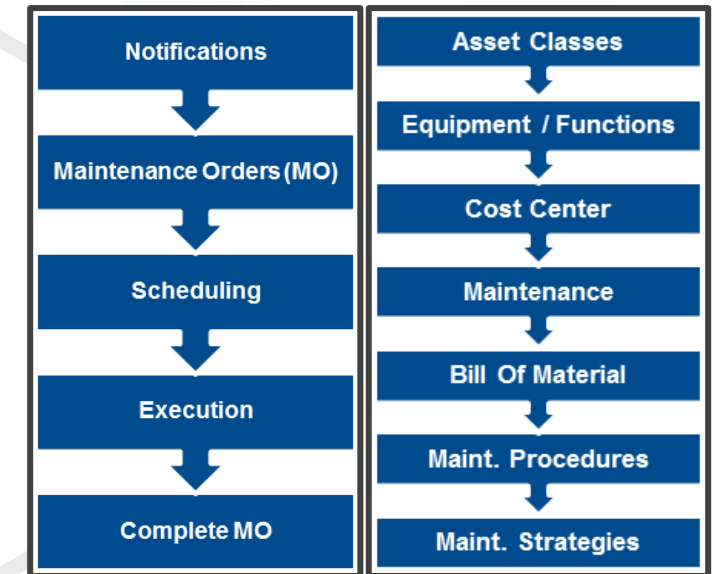 Notifications
Maintenance Orders (MO)
Scheduling
Execution
Complete MO
Asset Classes
Equipment / Functions
Cost Center
Maintenance
Bill Of Material
Maint. Procedures
Maint. Strategies